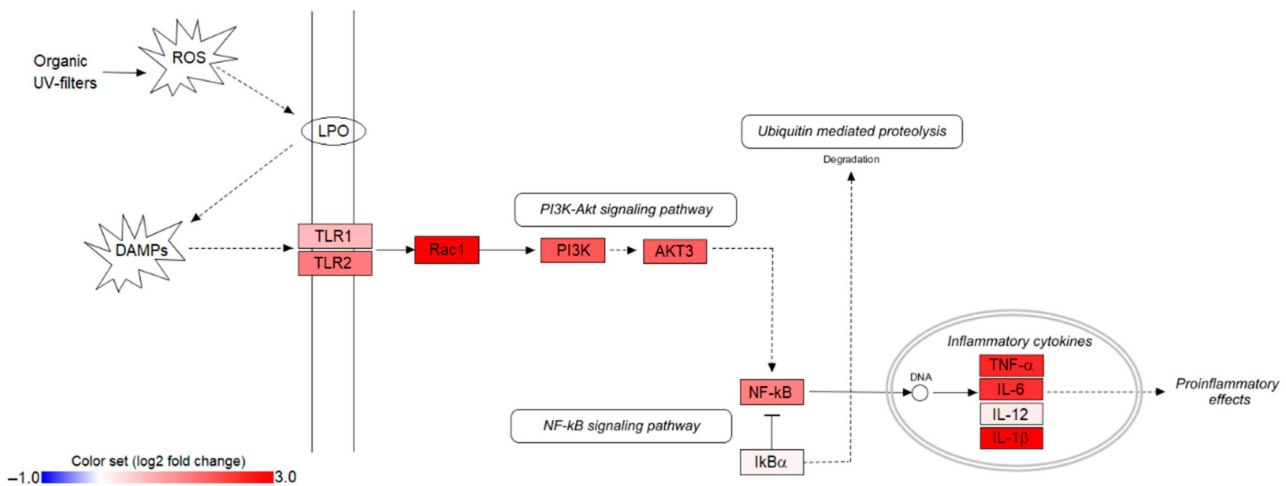 Organic
UV-filters
ROS
LPO
DAMPs
TLR1
TLR2
Rac1
PI3K-Akt signaling pathway
PI3K
AKT3
Ubiquitin mediated proteolysis
Degradation
NF-kB
NF-kB signaling pathway
IkBα
DNA
Inflammatory cytokines
TNF-α
IL-6
IL-12
IL-1β
Proinflammatory
effects
Color set (log2 fold change)
−1.0
3.0